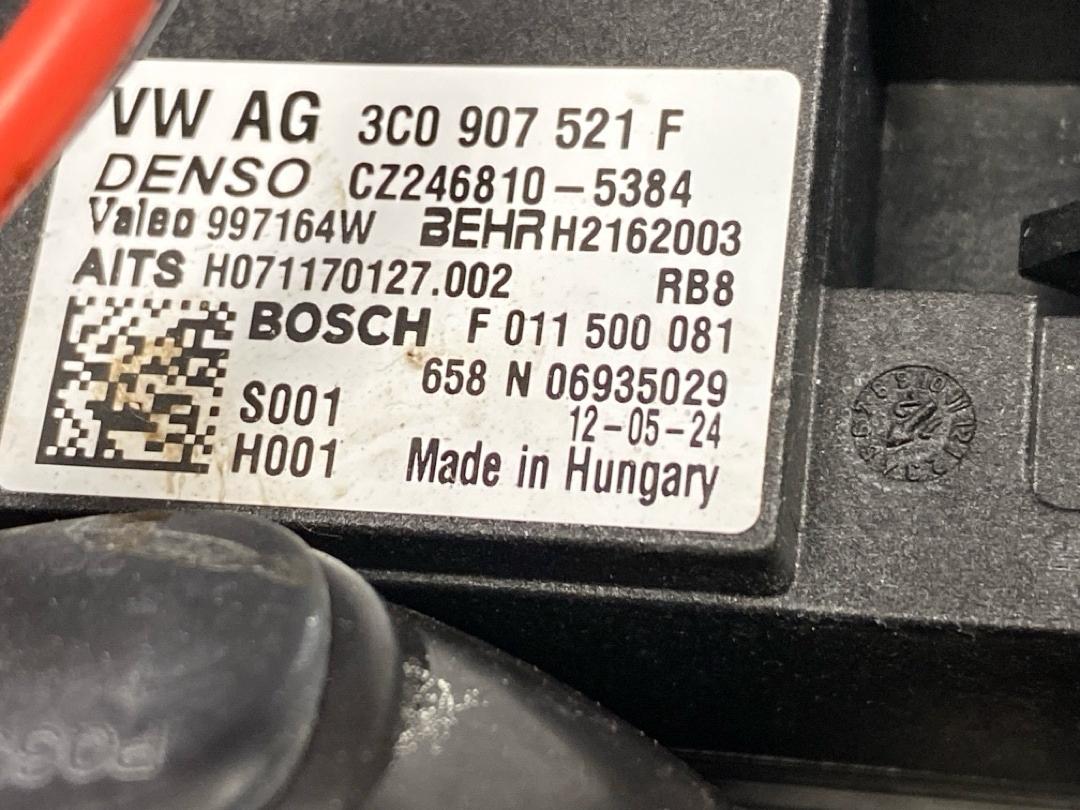 VW AG 3C0 907 521 F
DENSO CZ246810-5384
Valeo 997164W BEHR H2162003
AITS H071170127.002 RB8
BOSCH F 011 500 081
658 N 06935029
S001 12-05-24
H001 Made in Hungary